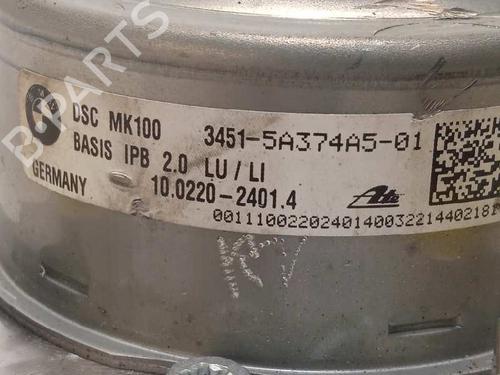 DSC MK100 3451-5A374A5-01
BASIS IPB 2.0 LU/LI
GERMANY 10.0220-2401.4 Ate
00111002202401400322144021​81
B-PARTS